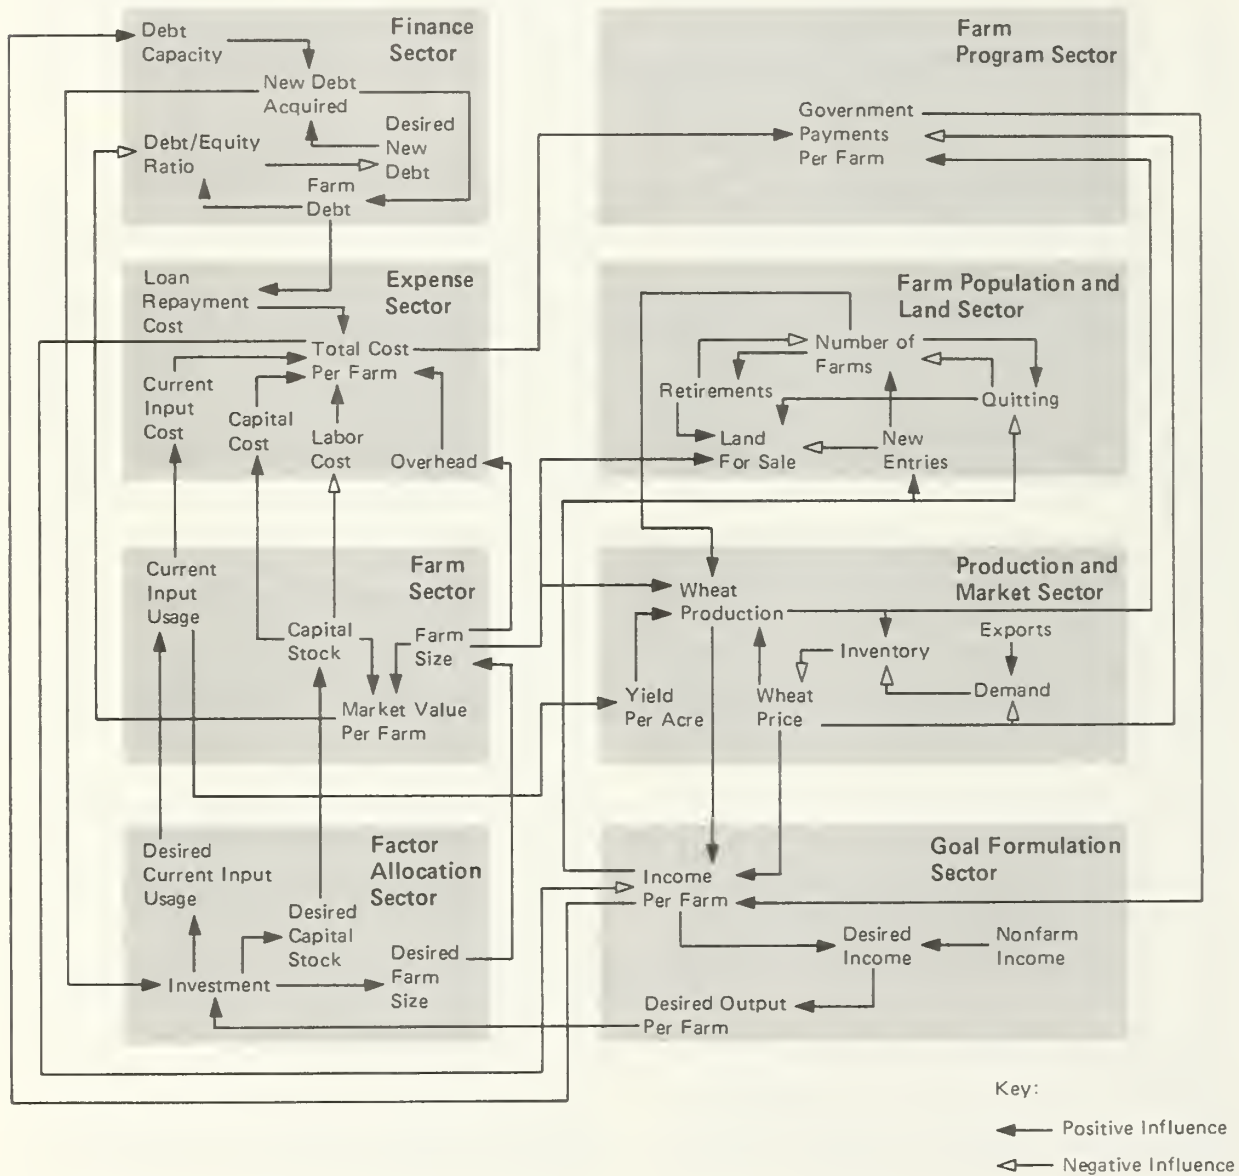 Debt
Capacity
Finance
Sector
New Debt
Acquired
Desired
New
Debt
Debt/Equity
Ratio
Farm
Debt
Farm
Program Sector
Government
Payments
Per Farm
Loan
Repayment
Cost
Expense
Sector
Total Cost
Per Farm
Current
Input
Cost
Capital
Cost
Labor
Cost
Overhead
Farm Population and
Land Sector
Number of
Farms
Retirements
Quitting
Land
For Sale
New
Entries
Current
Input
Usage
Farm
Sector
Capital
Stock
Farm
Size
Market Value
Per Farm
Production and
Market Sector
Wheat
Production
Exports
Inventory
Demand
Yield
Per Acre
Wheat
Price
Desired
Current Input
Usage
Factor
Allocation
Sector
Desired
Capital
Stock
Desired
Farm
Size
Investment
Goal Formulation
Sector
Income
Per Farm
Desired
Income
Nonfarm
Income
Desired Output
Per Farm
Key:
Positive Influence
Negative Influence